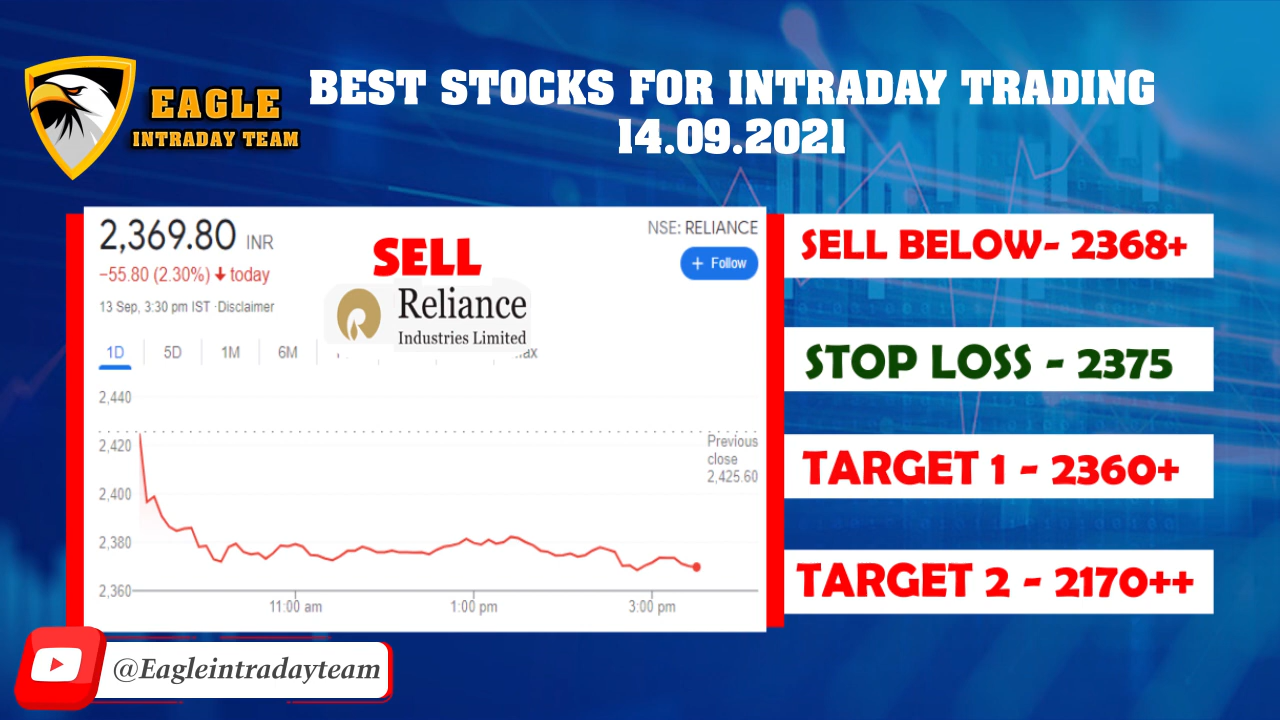 EAGLE
INTRADAY TEAM
BEST STOCKS FOR INTRADAY TRADING
14.09.2021
2,369.80 INR
−55.80 (2.30%) ↓ today
13 Sep, 3:30 pm IST · Disclaimer
SELL
Reliance
Industries Limited
NSE: RELIANCE
+ Follow
1D 5D 1M 6M
2,440
2,420
2,400
2,380
2,360
Previous
close
2,425.60
11:00 am 1:00 pm 3:00 pm
SELL BELOW- 2368+
STOP LOSS - 2375
TARGET 1 - 2360+
TARGET 2 - 2170++
@Eagleintradayteam